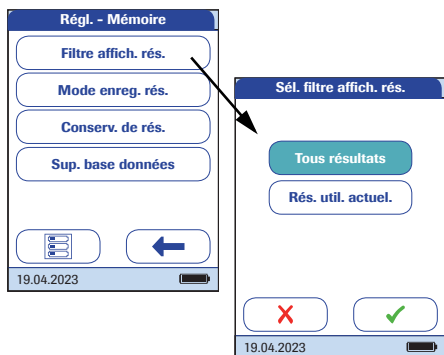 Régl. - Mémoire
Filtre affich. rés.
Mode enreg. rés.
Conserv. de rés.
Sup. base données
19.04.2023
Sél. filtre affich. rés.
Tous résultats
Rés. util. actuel.
19.04.2023